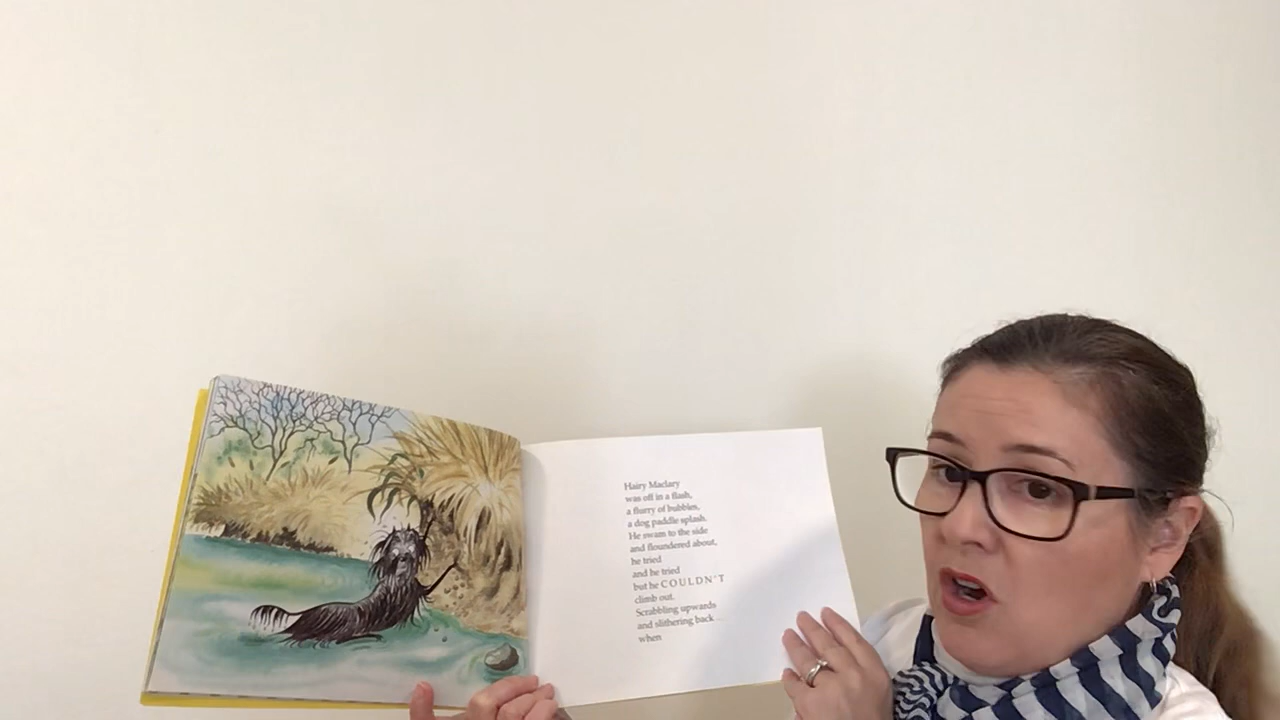 Hairy Maclary
was off in a flash,
a flurry of bubbles,
a dog paddle splash.
He swam to the side
and floundered about,
he tried
and he tried
but he COULDN'T
climb out.
Scrabbling upwards
and slithering back ...
when